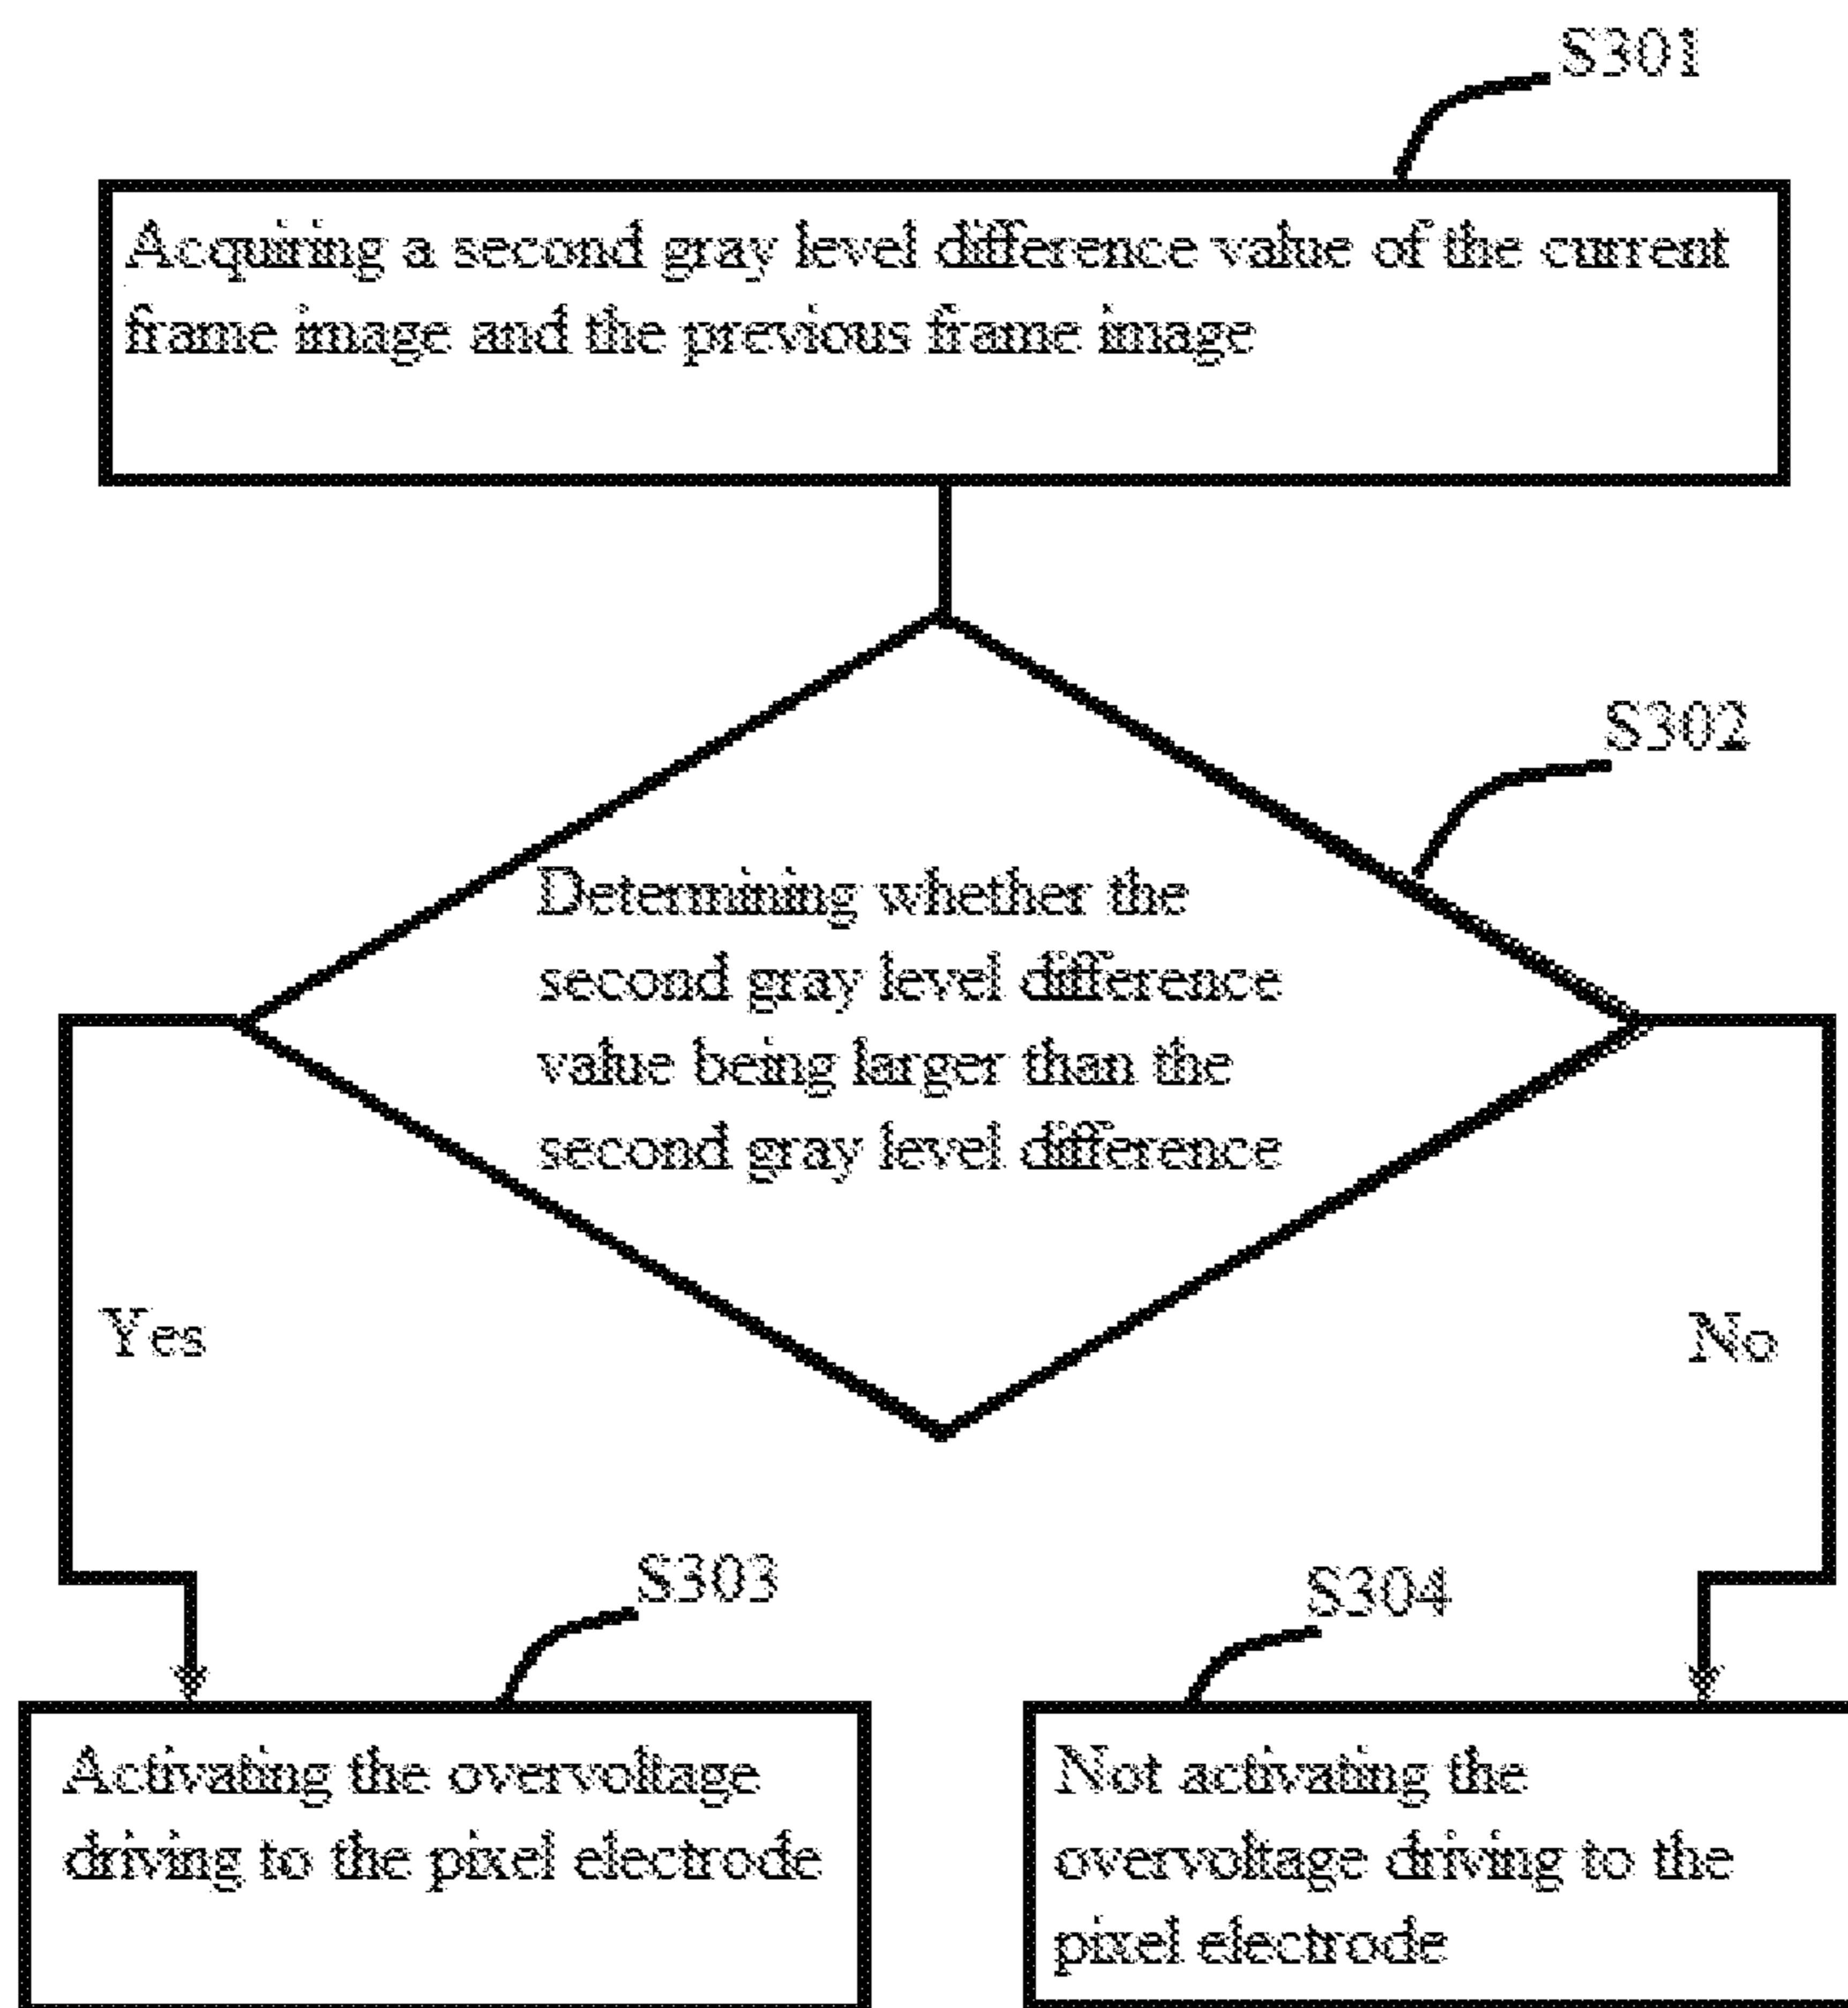 S301
Acquiring a second gray level difference value of the current
frame image and the previous frame image
S302
Determining whether the
second gray level difference
value being larger than the
second gray level difference
Yes
No
S303
S304
Activating the overvoltage
driving to the pixel electrode
Not activating the
overvoltage driving to the
pixel electrode